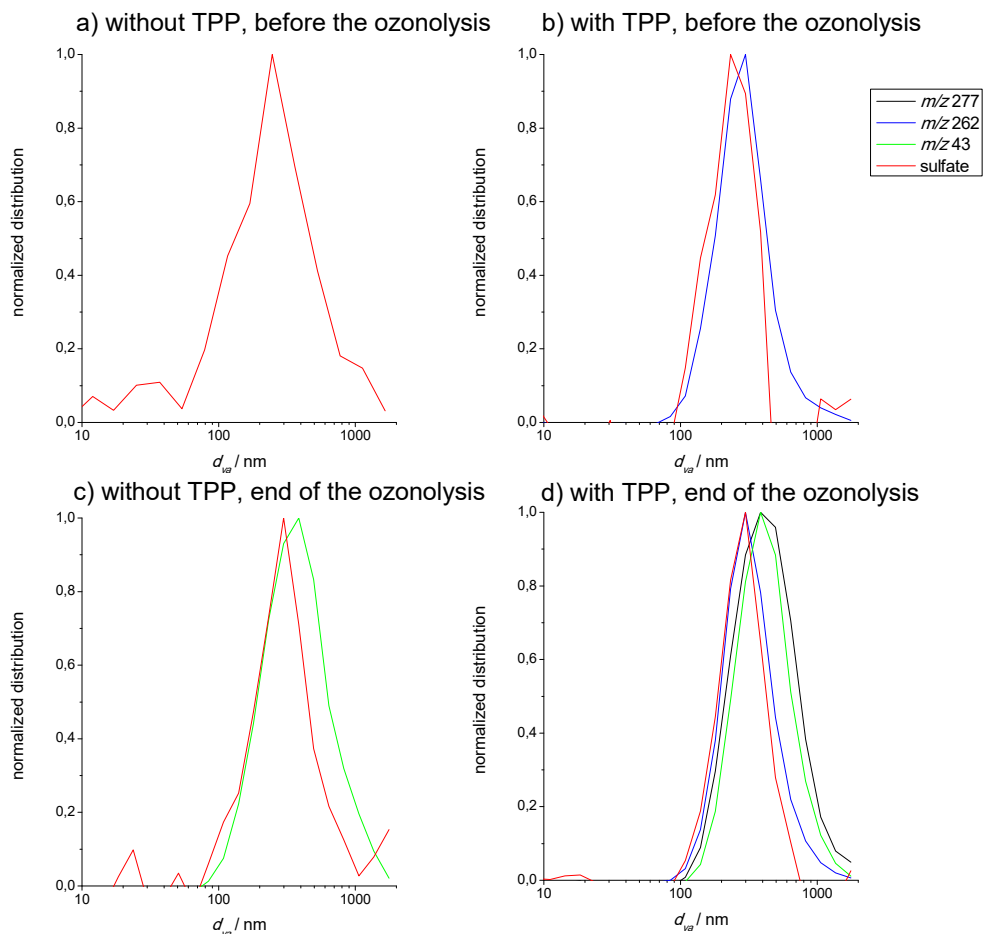 a) without TPP, before the ozonolysis
1,0
0,8
0,6
0,4
0,2
0,0
normalized distribution
10
100
1000
d_va / nm
b) with TPP, before the ozonolysis
1,0
0,8
0,6
0,4
0,2
0,0
normalized distribution
10
100
1000
d_va / nm
m/z 277
m/z 262
m/z 43
sulfate
c) without TPP, end of the ozonolysis
1,0
0,8
0,6
0,4
0,2
0,0
normalized distribution
10
100
1000
d_va / nm
d) with TPP, end of the ozonolysis
1,0
0,8
0,6
0,4
0,2
0,0
normalized distribution
10
100
1000
d_va / nm